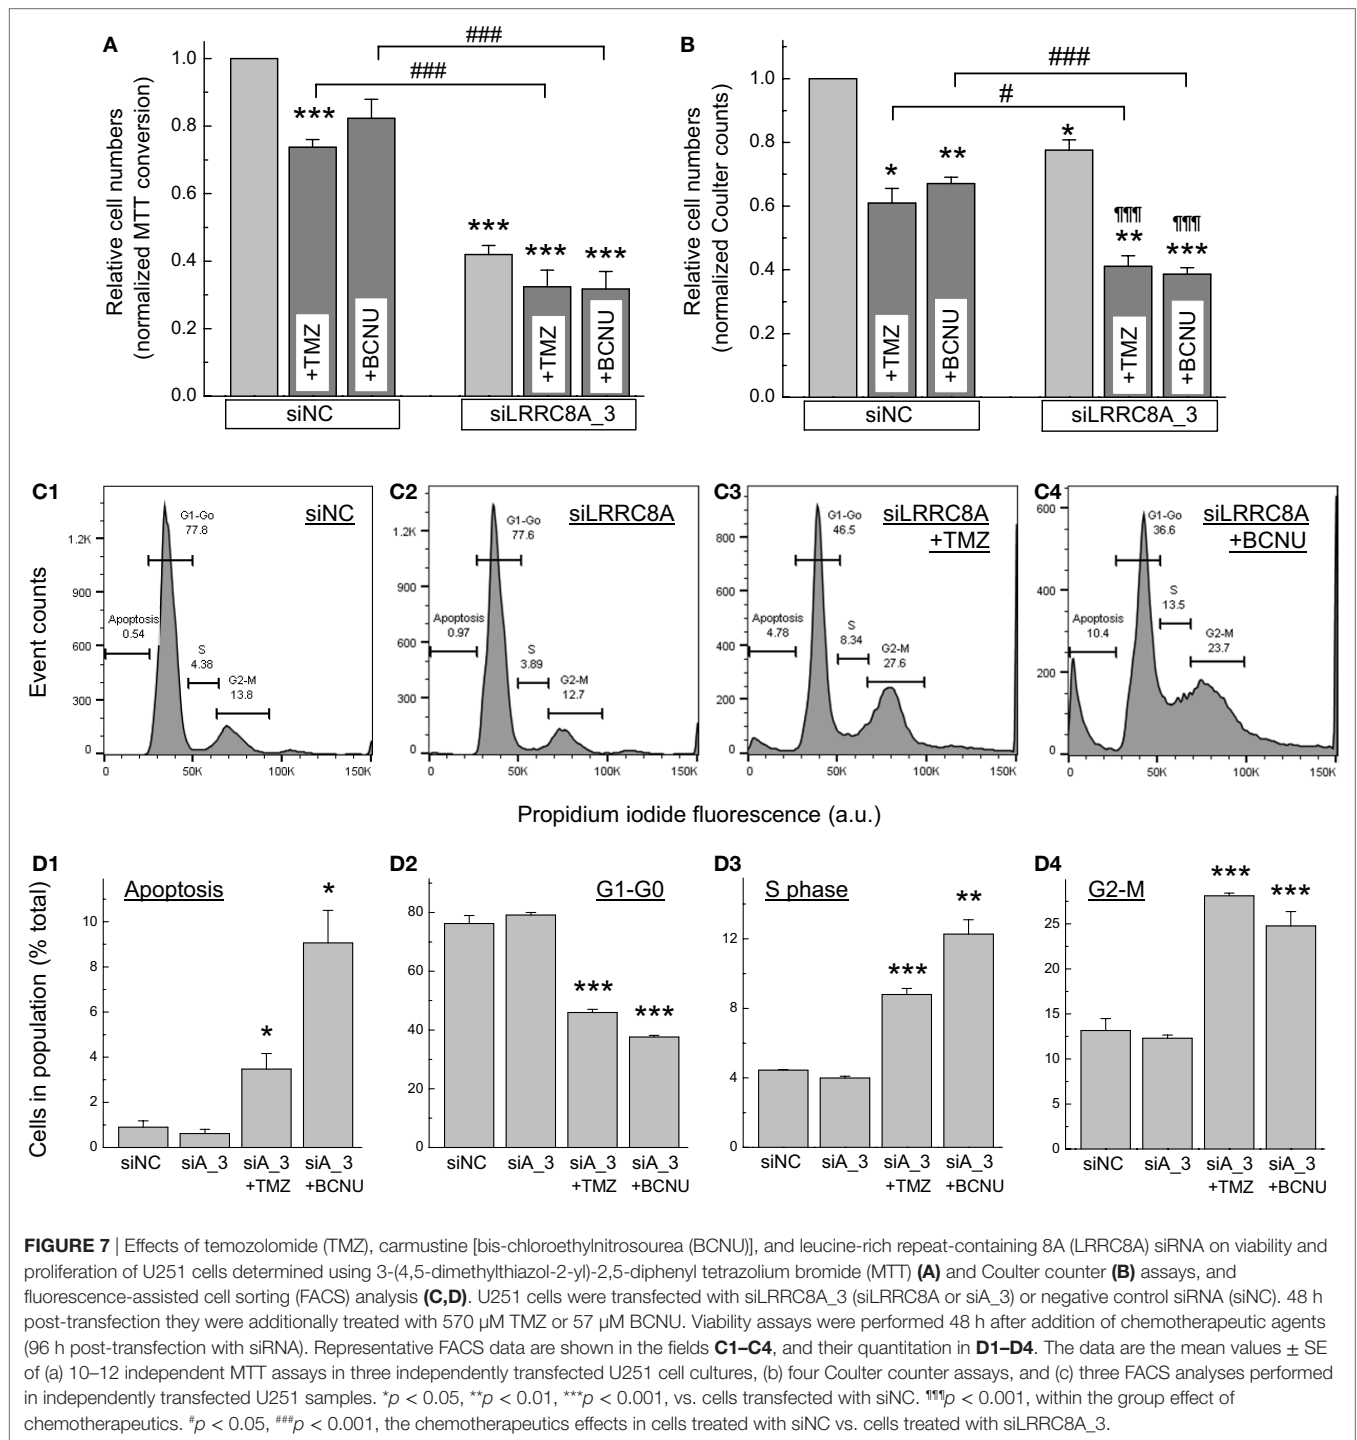 A
Relative cell numbers
(normalized MTT conversion)
1.0
0.8
0.6
0.4
0.2
0.0
###
###
***
***
***
***
+TMZ
+BCNU
+TMZ
+BCNU
siNC
siLRRC8A_3
B
Relative cell numbers
(normalized Coulter counts)
1.0
0.8
0.6
0.4
0.2
0.0
###
#
*
**
*
¶¶¶
**
¶¶¶
***
+TMZ
+BCNU
+TMZ
+BCNU
siNC
siLRRC8A_3
Event counts
C1
siNC
G1-Go
77.8
Apoptosis
0.54
S
4.38
G2-M
13.8
1.2K
900
600
300
0
0 50K 100K 150K
C2
siLRRC8A
G1-Go
77.6
Apoptosis
0.97
S
3.89
G2-M
12.7
1.2K
900
600
300
0
0 50K 100K 150K
C3
siLRRC8A
+TMZ
G1-Go
46.5
Apoptosis
4.78
S
8.34
G2-M
27.6
800
600
400
200
0
0 50K 100K 150K
C4
siLRRC8A
+BCNU
G1-Go
36.6
Apoptosis
10.4
S
13.5
G2-M
23.7
600
400
200
0
0 50K 100K 150K
Propidium iodide fluorescence (a.u.)
Cells in population (% total)
D1
Apoptosis
10
8
6
4
2
0
*
*
siNC siA_3 siA_3 siA_3
+TMZ +BCNU
D2
G1-G0
80
60
40
20
0
***
***
siNC siA_3 siA_3 siA_3
+TMZ +BCNU
D3
S phase
12
8
4
0
***
**
siNC siA_3 siA_3 siA_3
+TMZ +BCNU
D4
G2-M
25
20
15
10
5
0
***
***
siNC siA_3 siA_3 siA_3
+TMZ +BCNU
FIGURE 7 | Effects of temozolomide (TMZ), carmustine [bis-chloroethylnitrosourea (BCNU)], and leucine-rich repeat-containing 8A (LRRC8A) siRNA on viability and
proliferation of U251 cells determined using 3-(4,5-dimethylthiazol-2-yl)-2,5-diphenyl tetrazolium bromide (MTT) (A) and Coulter counter (B) assays, and
fluorescence-assisted cell sorting (FACS) analysis (C,D). U251 cells were transfected with siLRRC8A_3 (siLRRC8A or siA_3) or negative control siRNA (siNC). 48 h
post-transfection they were additionally treated with 570 µM TMZ or 57 µM BCNU. Viability assays were performed 48 h after addition of chemotherapeutic agents
(96 h post-transfection with siRNA). Representative FACS data are shown in the fields C1–C4, and their quantitation in D1–D4. The data are the mean values ± SE
of (a) 10–12 independent MTT assays in three independently transfected U251 cell cultures, (b) four Coulter counter assays, and (c) three FACS analyses performed
in independently transfected U251 samples. *p < 0.05, **p < 0.01, ***p < 0.001, vs. cells transfected with siNC. ¶¶¶p < 0.001, within the group effect of
chemotherapeutics. #p < 0.05, ###p < 0.001, the chemotherapeutics effects in cells treated with siNC vs. cells treated with siLRRC8A_3.